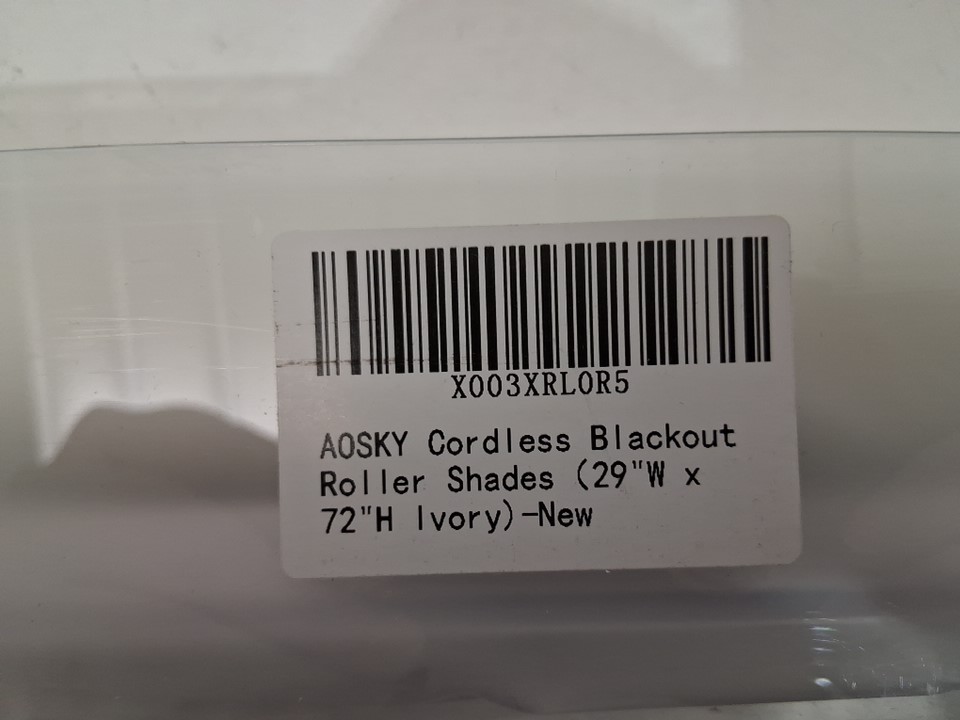 X003XRL0R5
AOSKY Cordless Blackout
Roller Shades (29"W x
72"H Ivory)-New